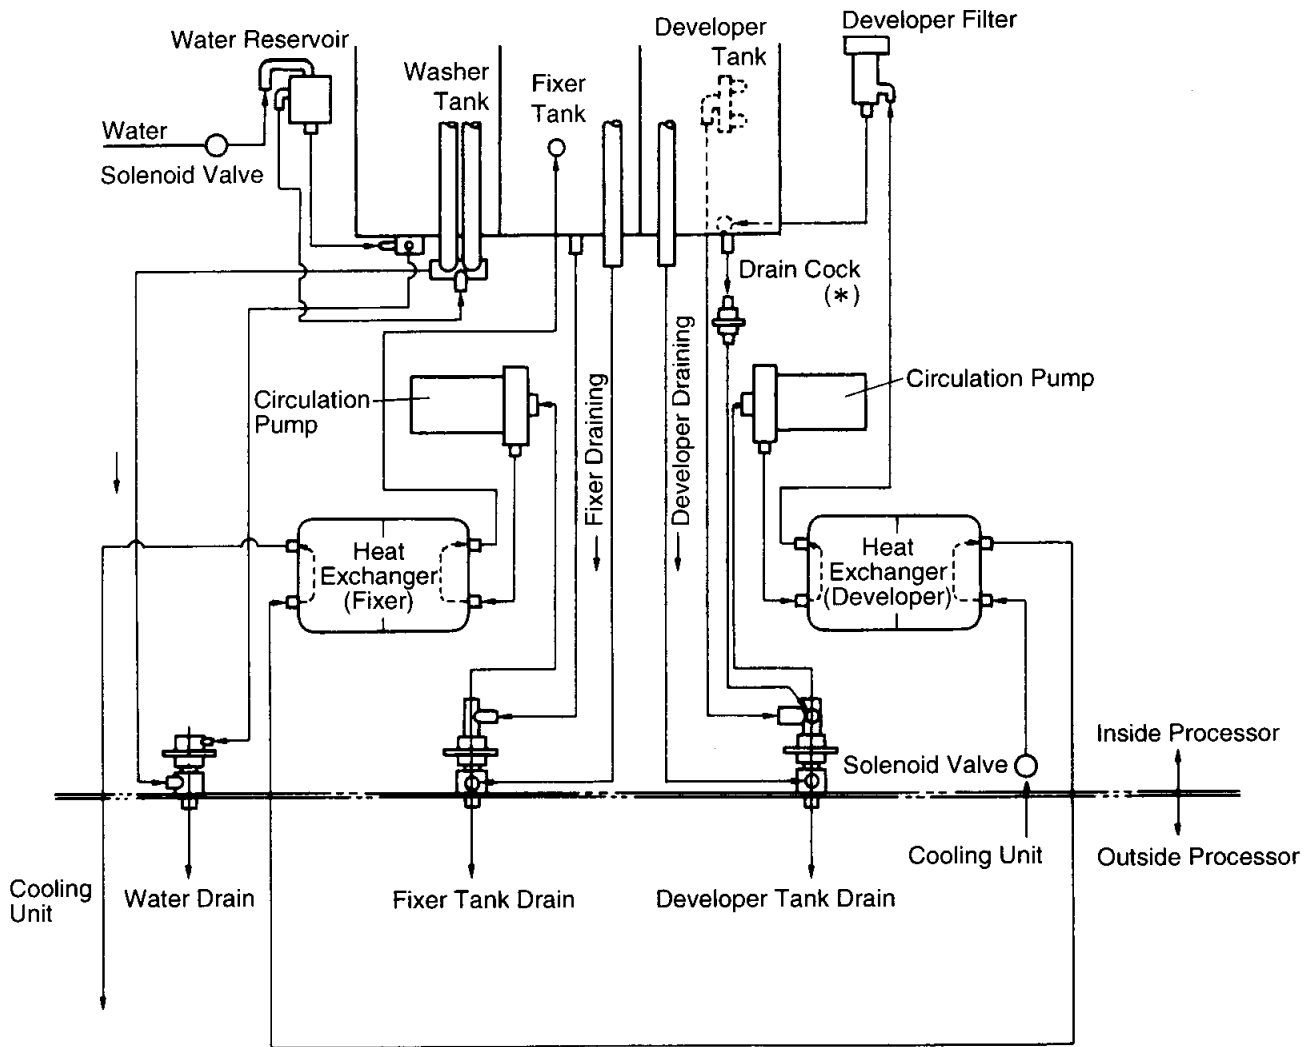 Developer Filter
Developer
Tank
Water Reservoir
Washer
Tank
Fixer
Tank
Water
Solenoid Valve
Drain Cock
(*)
Circulation
Pump
Fixer Draining
Developer Draining
Circulation Pump
Heat
Exchanger
(Fixer)
Heat
Exchanger
(Developer)
Inside Processor
Solenoid Valve
Cooling Unit
Outside Processor
Cooling
Unit
Water Drain
Fixer Tank Drain
Developer Tank Drain